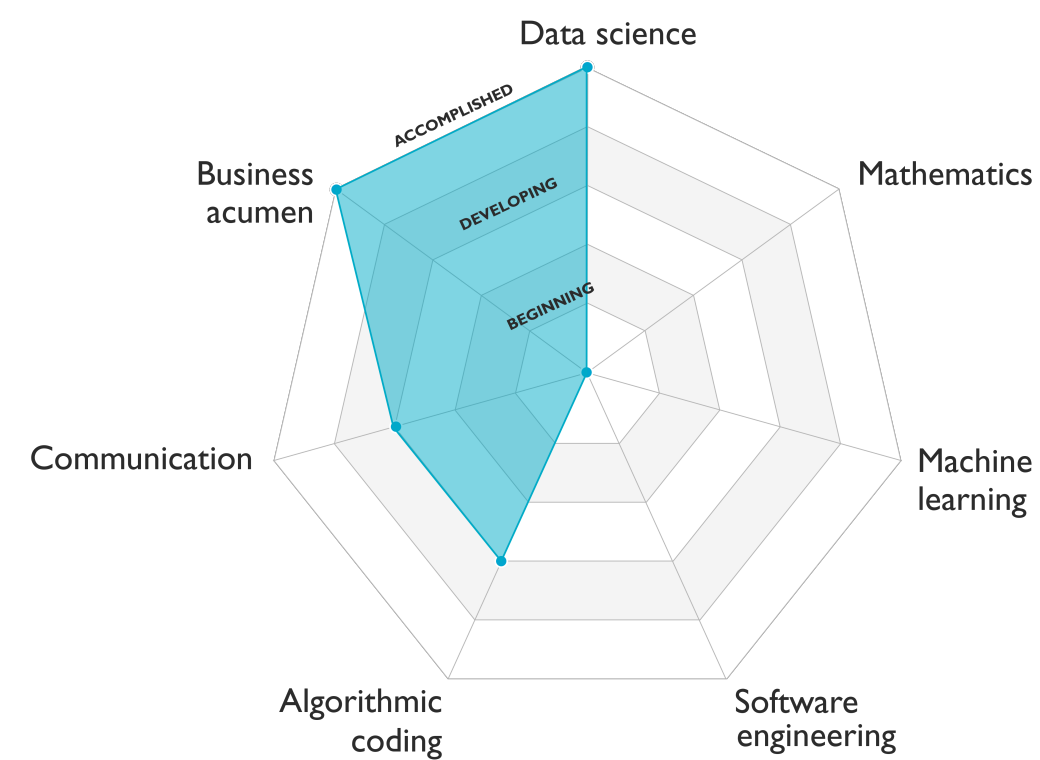 Data science
ACCOMPLISHED
Business
acumen
Mathematics
DEVELOPING
BEGINNING
Communication
Machine
learning
Algorithmic
coding
Software
engineering